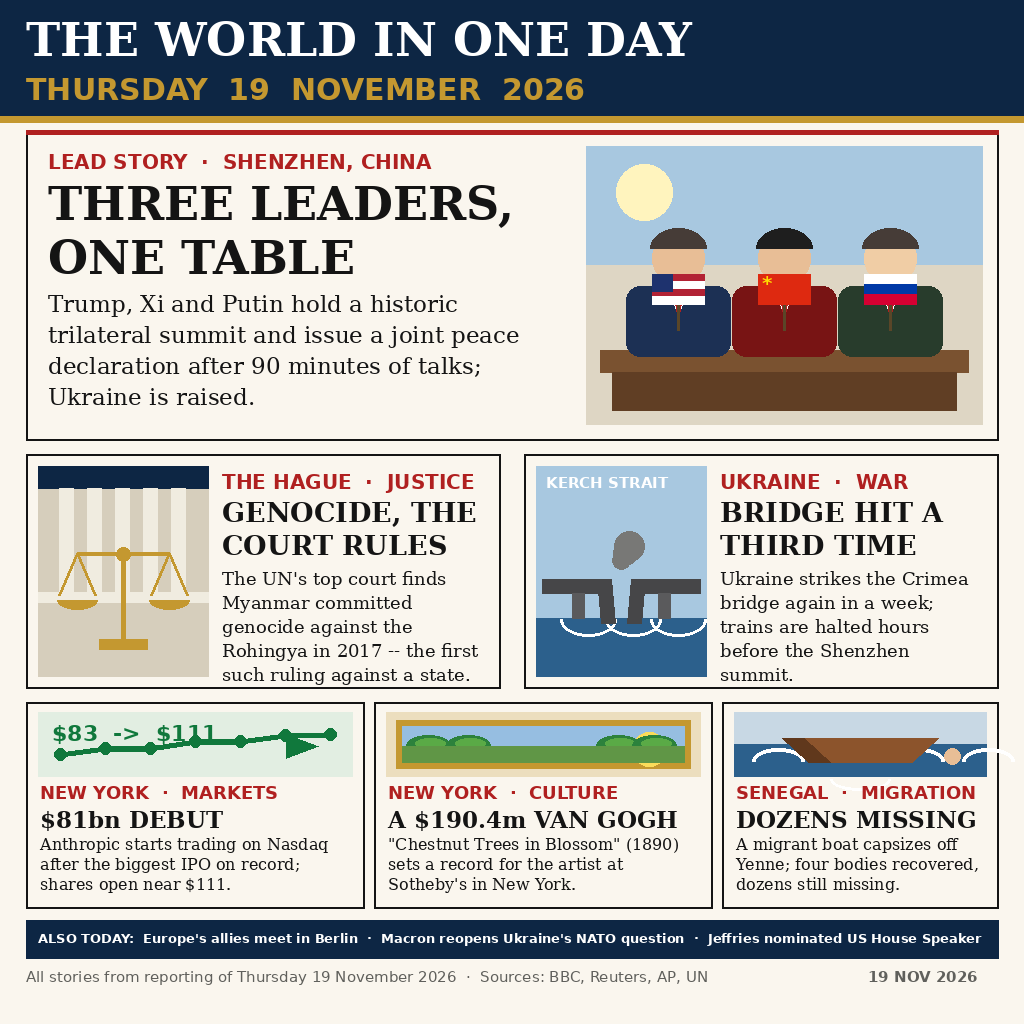 THE WORLD IN ONE DAY
THURSDAY 19 NOVEMBER 2026
LEAD STORY · SHENZHEN, CHINA
THREE LEADERS,
ONE TABLE
Trump, Xi and Putin hold a historic
trilateral summit and issue a joint peace
declaration after 90 minutes of talks;
Ukraine is raised.
THE HAGUE · JUSTICE
GENOCIDE, THE
COURT RULES
The UN's top court finds
Myanmar committed
genocide against the
Rohingya in 2017 -- the first
such ruling against a state.
KERCH STRAIT
UKRAINE · WAR
BRIDGE HIT A
THIRD TIME
Ukraine strikes the Crimea
bridge again in a week;
trains are halted hours
before the Shenzhen
summit.
$83 -> $111
NEW YORK · MARKETS
$81bn DEBUT
Anthropic starts trading on Nasdaq
after the biggest IPO on record;
shares open near $111.
NEW YORK · CULTURE
A $190.4m VAN GOGH
"Chestnut Trees in Blossom" (1890)
sets a record for the artist at
Sotheby's in New York.
SENEGAL · MIGRATION
DOZENS MISSING
A migrant boat capsizes off
Yenne; four bodies recovered,
dozens still missing.
ALSO TODAY: Europe's allies meet in Berlin · Macron reopens Ukraine's NATO question · Jeffries nominated US House Speaker
All stories from reporting of Thursday 19 November 2026 · Sources: BBC, Reuters, AP, UN
19 NOV 2026